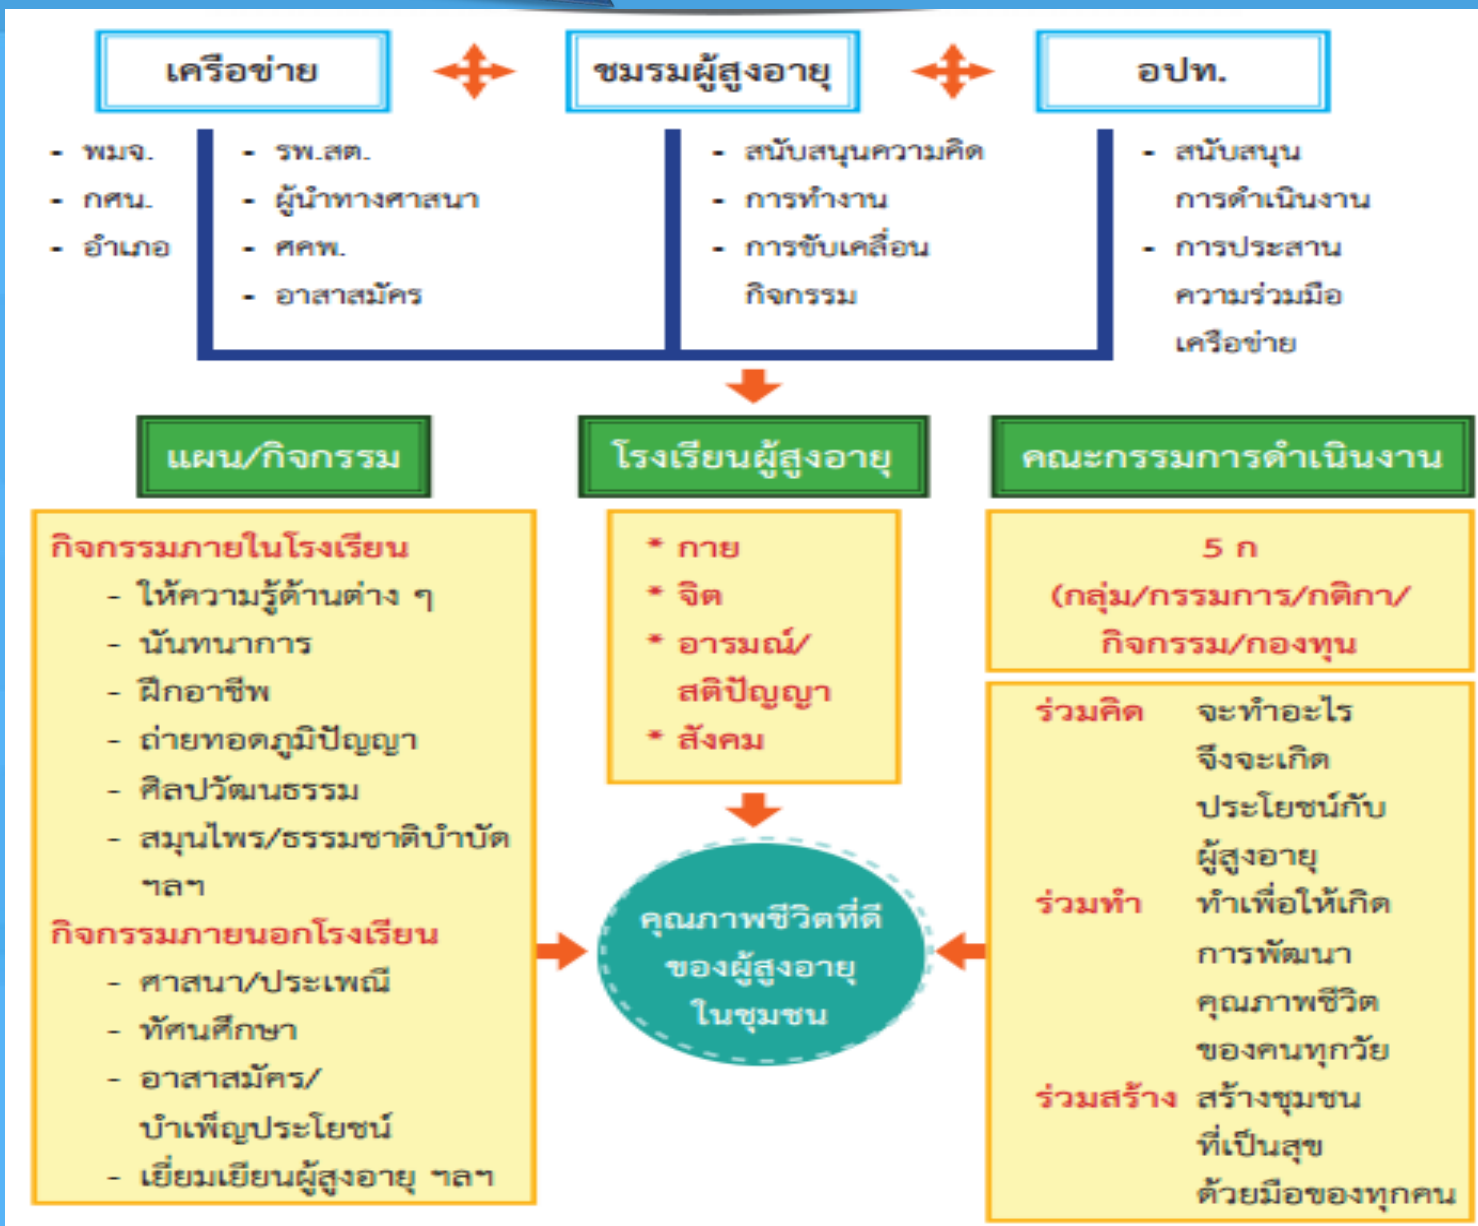 เครือข่าย
ชมรมผู้สูงอายุ
อปท.
- พมจ.
- กศน.
- อำเภอ
- รพ.สต.
- ผู้นำทางศาสนา
- ศคพ.
- อาสาสมัคร
- สนับสนุนความคิด
- การทำงาน
- การขับเคลื่อน
กิจกรรม
- สนับสนุน
การดำเนินงาน
- การประสาน
ความร่วมมือ
เครือข่าย
แผน/กิจกรรม
กิจกรรมภายในโรงเรียน
- ให้ความรู้ด้านต่าง ๆ
- นันทนาการ
- ฝึกอาชีพ
- ถ่ายทอดภูมิปัญญา
- ศิลปวัฒนธรรม
- สมุนไพร/ธรรมชาติบำบัด
ฯลฯ
กิจกรรมภายนอกโรงเรียน
- ศาสนา/ประเพณี
- ทัศนศึกษา
- อาสาสมัคร/
บำเพ็ญประโยชน์
- เยี่ยมเยียนผู้สูงอายุ ฯลฯ
โรงเรียนผู้สูงอายุ
* กาย
* จิต
* อารมณ์/
สติปัญญา
* สังคม
คุณภาพชีวิตที่ดี
ของผู้สูงอายุ
ในชุมชน
คณะกรรมการดำเนินงาน
5 ก
(กลุ่ม/กรรมการ/กติกา/
กิจกรรม/กองทุน
ร่วมคิด จะทำอะไร
จึงจะเกิด
ประโยชน์กับ
ผู้สูงอายุ
ร่วมทำ ทำเพื่อให้เกิด
การพัฒนา
คุณภาพชีวิต
ของคนทุกวัย
ร่วมสร้าง สร้างชุมชน
ที่เป็นสุข
ด้วยมือของทุกคน